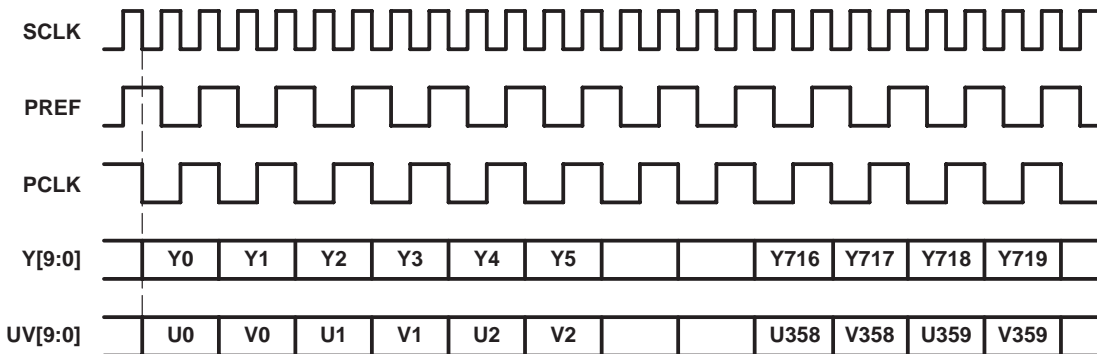 SCLK
PREF
PCLK
Y[9:0] Y0 Y1 Y2 Y3 Y4 Y5 Y716 Y717 Y718 Y719
UV[9:0] U0 V0 U1 V1 U2 V2 U358 V358 U359 V359